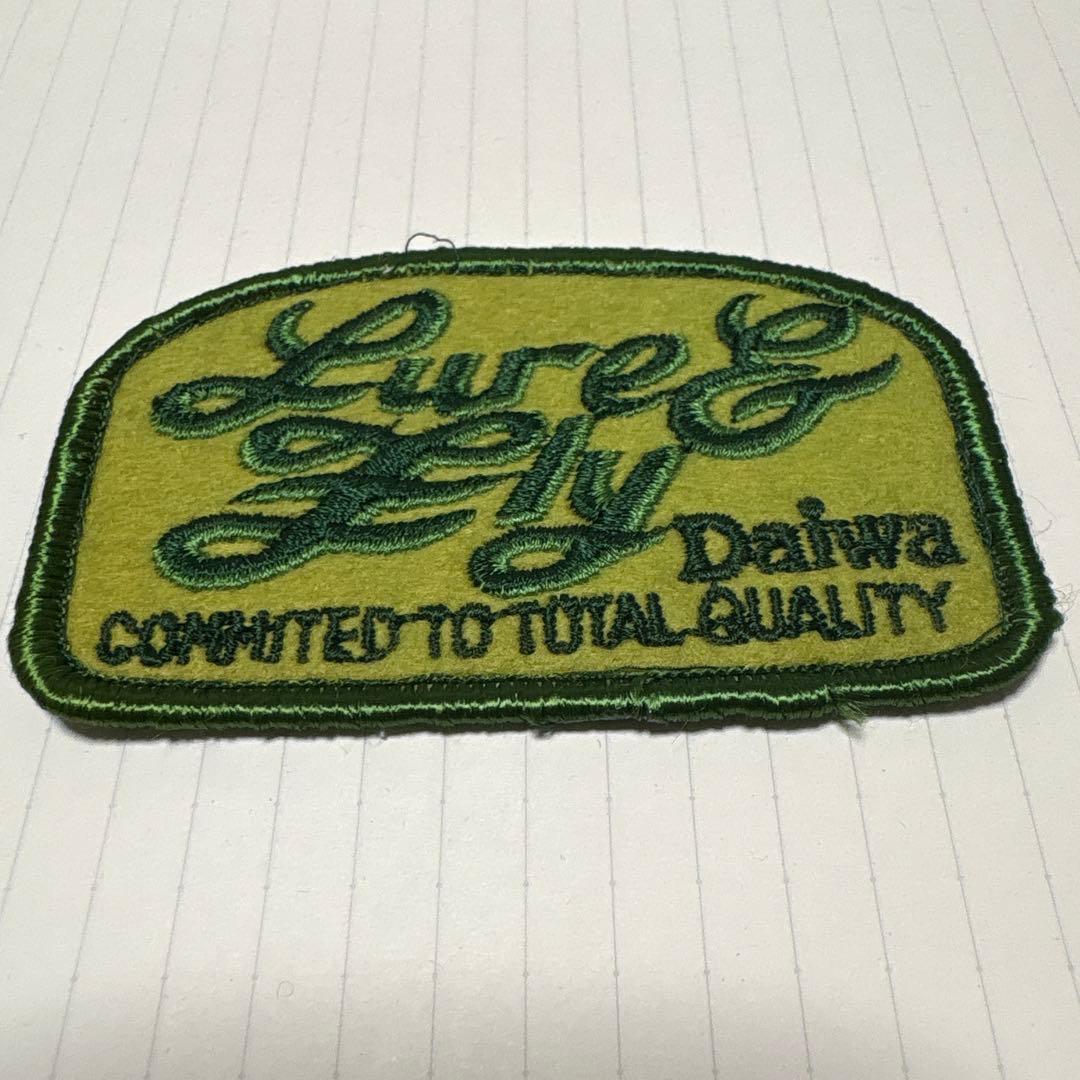 Lure &
Fly
Daiwa
COMMITED TO TOTAL QUALITY